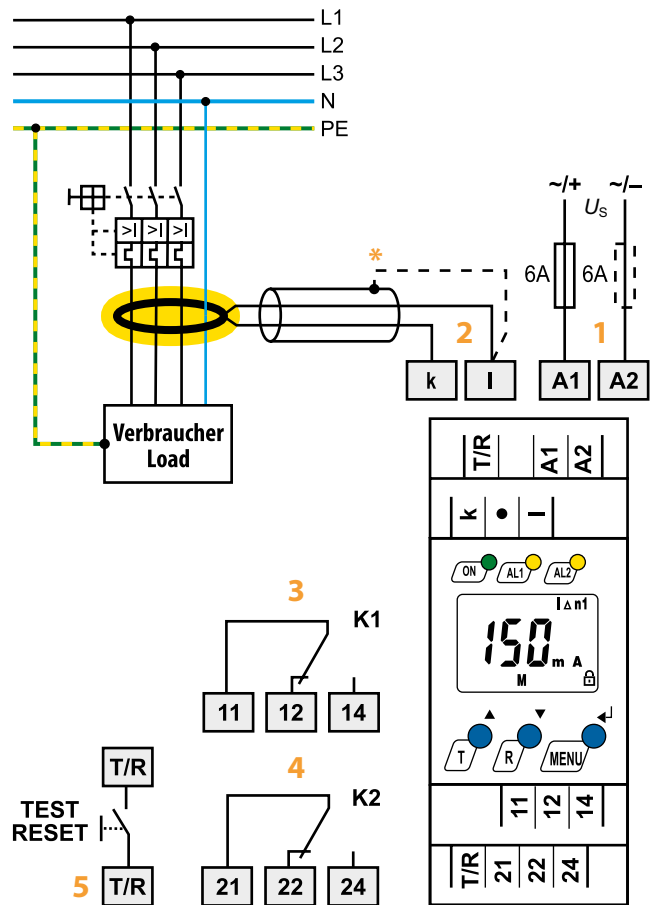 L1
L2
L3
N
PE
~/+ ~/–
US
>I >I >I
6A 6A
*
2 1
k l A1 A2
Verbraucher
Load
T/R A1 A2
k • l
ON AL1 AL2
I∆n1
150 m A
M
T R MENU
3
K1
11 12 14
4
K2
21 22 24
T/R
TEST
RESET
5 T/R
11 12 14
T/R 21 22 24